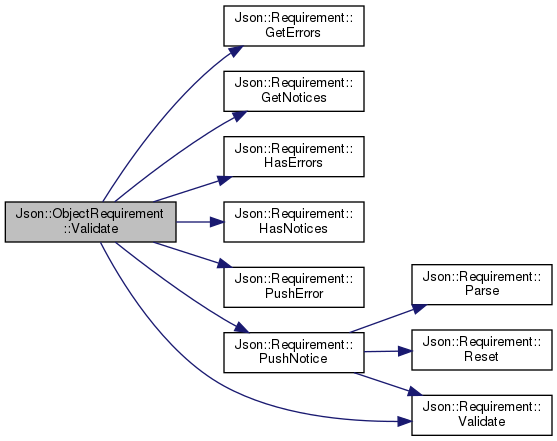 Json::Requirement::
GetErrors
Json::Requirement::
GetNotices
Json::Requirement::
HasErrors
Json::ObjectRequirement
::Validate
Json::Requirement::
HasNotices
Json::Requirement::
PushError
Json::Requirement::
PushNotice
Json::Requirement::
Parse
Json::Requirement::
Reset
Json::Requirement::
Validate